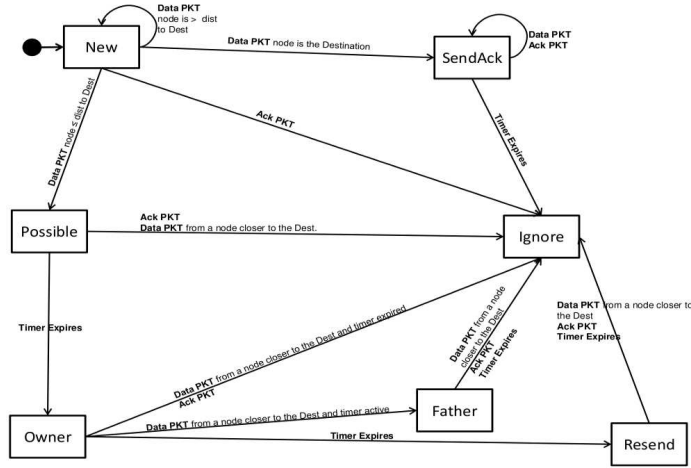 Data PKT
node is > dist
to Dest
New
Data PKT node is the Destination
Data PKT
Ack PKT
SendAck
Data PKT node ≤ dist to Dest
Ack PKT
Timer Expires
Possible
Ack PKT
Data PKT from a node closer to the Dest.
Ignore
Timer Expires
Data PKT from a node closer to the Dest and timer expired
Ack PKT
Data PKT from a node
closer to the Dest
Ack PKT
Timer Expires
Data PKT from a node closer to
the Dest
Ack PKT
Timer Expires
Father
Data PKT from a node closer to the Dest and timer active
Owner
Timer Expires
Resend